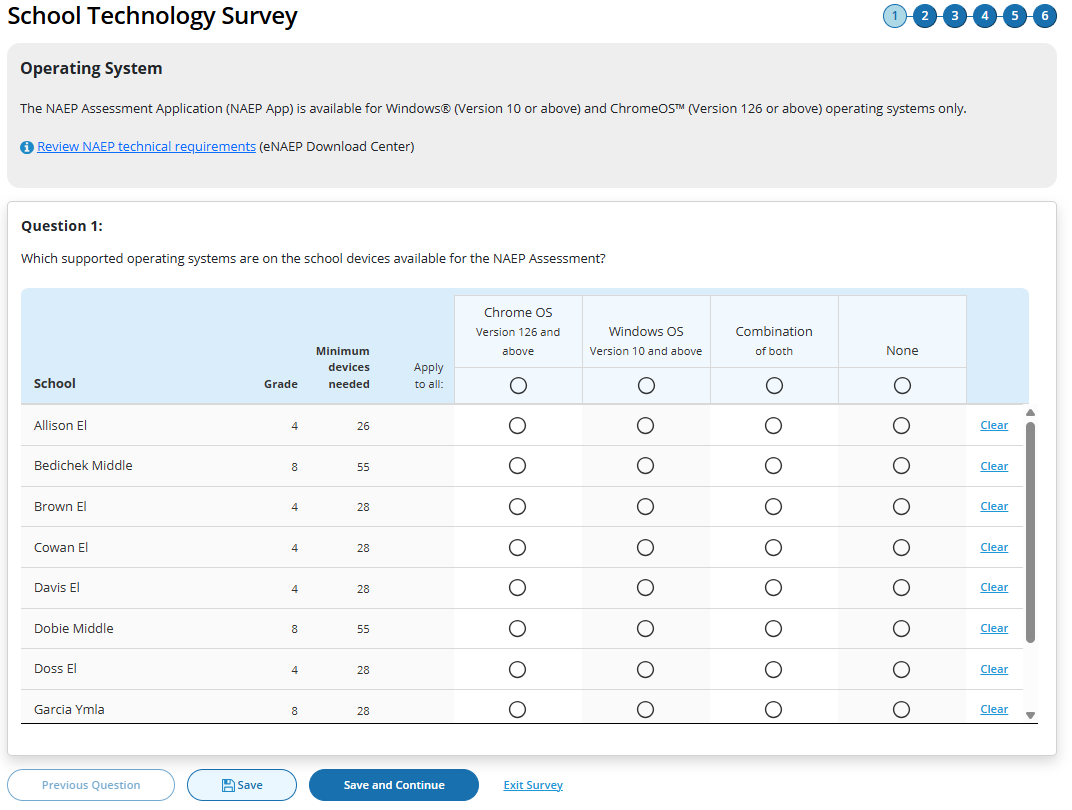 School Technology Survey
1 2 3 4 5 6
Operating System
The NAEP Assessment Application (NAEP App) is available for Windows® (Version 10 or above) and ChromeOS™ (Version 126 or above) operating systems only.
Review NAEP technical requirements (eNAEP Download Center)
Question 1:
Which supported operating systems are on the school devices available for the NAEP Assessment?
School
Grade
Minimum
devices
needed
Apply
to all:
Chrome OS
Version 126 and
above
Windows OS
Version 10 and above
Combination
of both
None
Allison El 4 26 Clear
Bedichek Middle 8 55 Clear
Brown El 4 28 Clear
Cowan El 4 28 Clear
Davis El 4 28 Clear
Dobie Middle 8 55 Clear
Doss El 4 28 Clear
Garcia Ymla 8 28 Clear
Previous Question Save Save and Continue Exit Survey